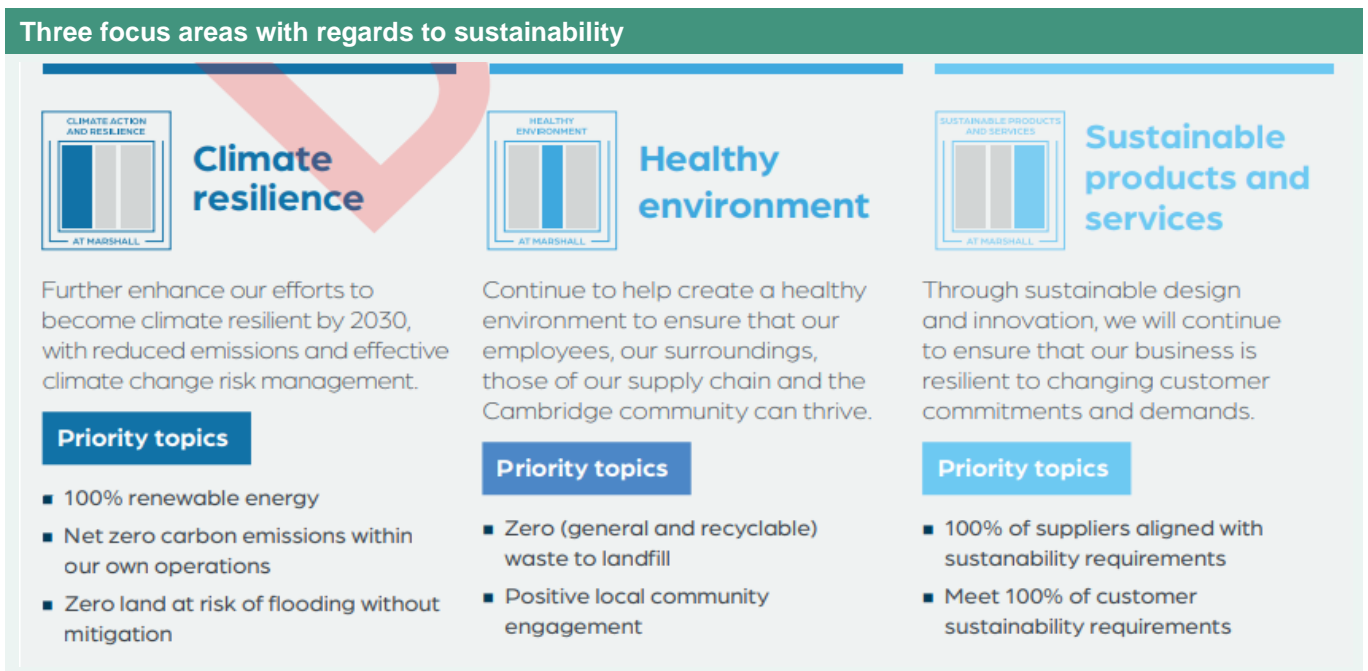 Three focus areas with regards to sustainability
CLIMATE ACTION
AND RESILIENCE
AT MARSHALL
Climate
resilience
Further enhance our efforts to
become climate resilient by 2030,
with reduced emissions and effective
climate change risk management.
Priority topics
100% renewable energy
Net zero carbon emissions within
our own operations
Zero land at risk of flooding without
mitigation
HEALTHY
ENVIRONMENT
AT MARSHALL
Healthy
environment
Continue to help create a healthy
environment to ensure that our
employees, our surroundings,
those of our supply chain and the
Cambridge community can thrive.
Priority topics
Zero (general and recyclable)
waste to landfill
Positive local community
engagement
SUSTAINABLE PRODUCTS
AND SERVICES
AT MARSHALL
Sustainable
products and
services
Through sustainable design
and innovation, we will continue
to ensure that our business is
resilient to changing customer
commitments and demands.
Priority topics
100% of suppliers aligned with
sustanability requirements
Meet 100% of customer
sustainability requirements